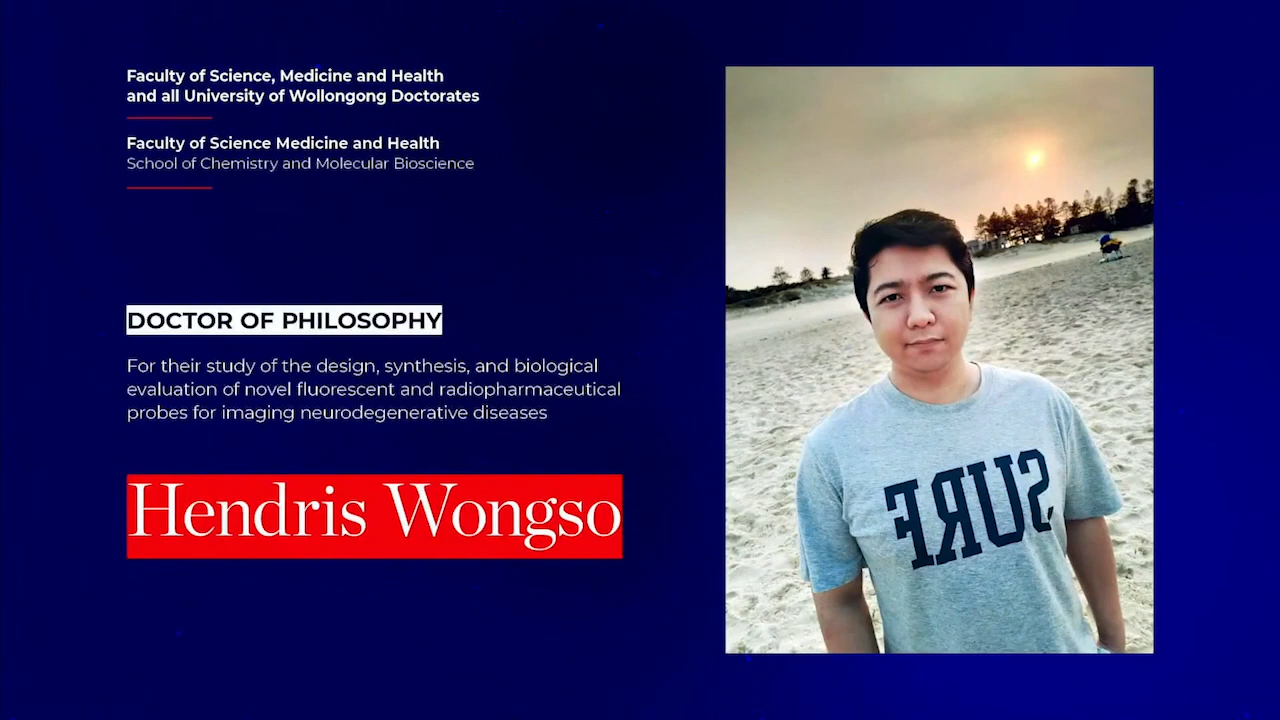 Faculty of Science, Medicine and Health
and all University of Wollongong Doctorates
Faculty of Science Medicine and Health
School of Chemistry and Molecular Bioscience
DOCTOR OF PHILOSOPHY
For their study of the design, synthesis, and biological
evaluation of novel fluorescent and radiopharmaceutical
probes for imaging neurodegenerative diseases
Hendris Wongso
SURF